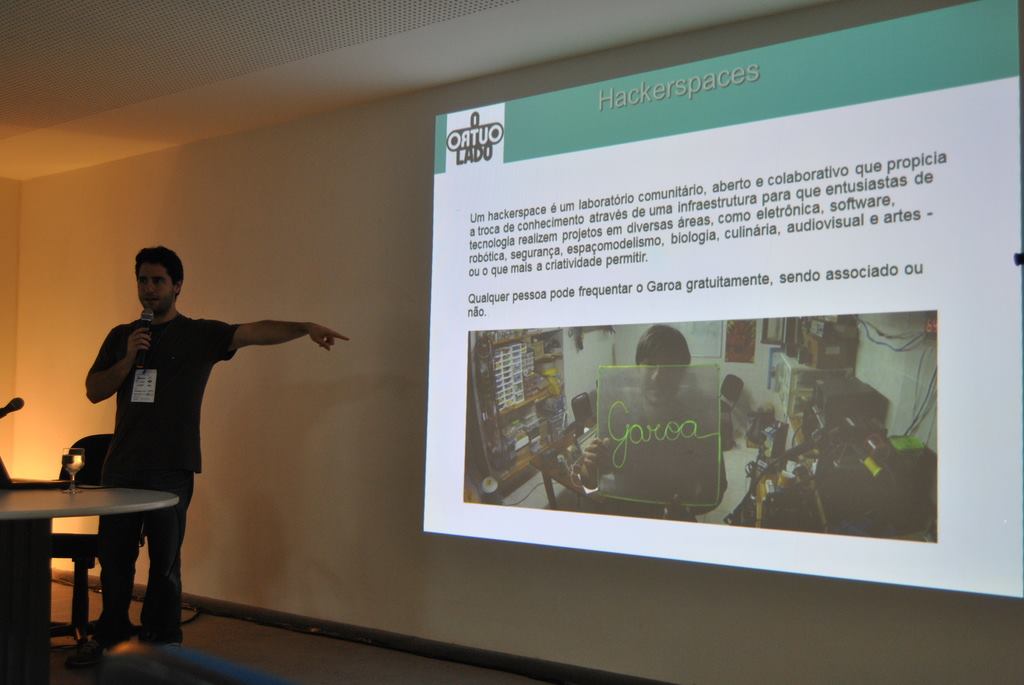 Hackerspaces
O
OUTRO
LADO
Um hackerspace é um laboratório comunitário, aberto e colaborativo que propicia
a troca de conhecimento através de uma infraestrutura para que entusiastas de
tecnologia realizem projetos em diversas áreas, como eletrônica, software,
robótica, segurança, espaçomodelismo, biologia, culinária, audiovisual e artes -
ou o que mais a criatividade permitir.
Qualquer pessoa pode frequentar o Garoa gratuitamente, sendo associado ou
não.
Garoa